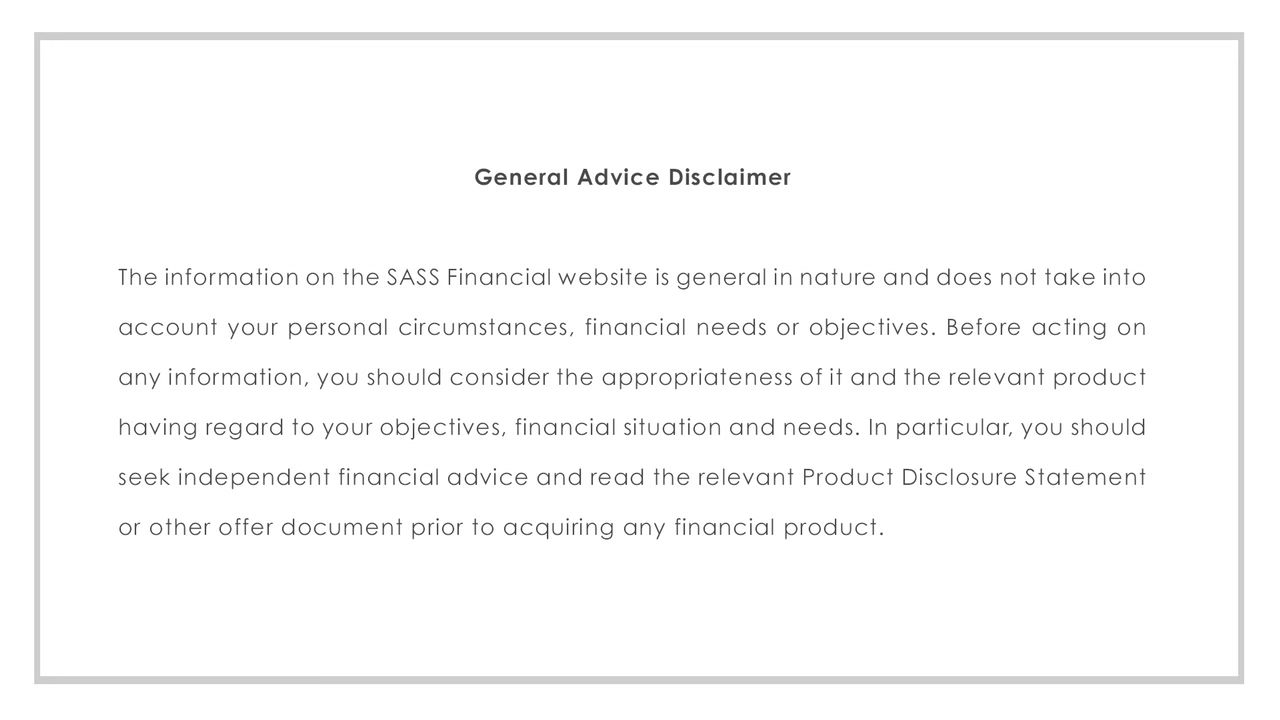 General Advice Disclaimer
The information on the SASS Financial website is general in nature and does not take into
account your personal circumstances, financial needs or objectives. Before acting on
any information, you should consider the appropriateness of it and the relevant product
having regard to your objectives, financial situation and needs. In particular, you should
seek independent financial advice and read the relevant Product Disclosure Statement
or other offer document prior to acquiring any financial product.